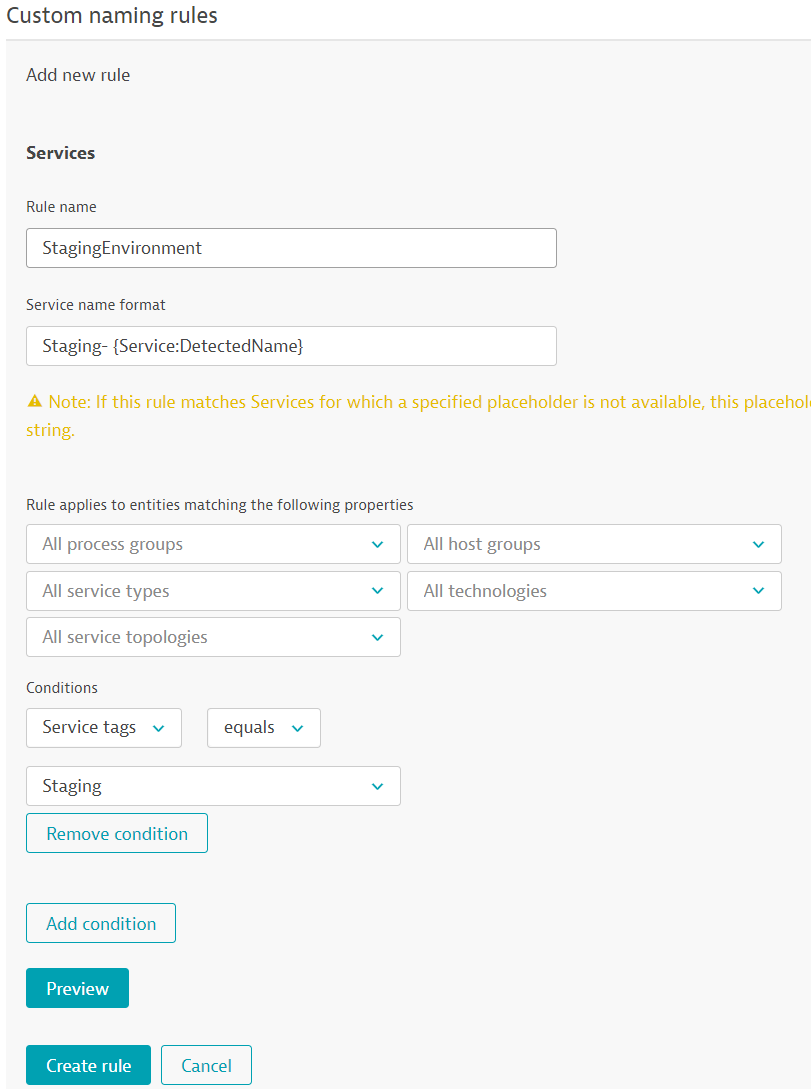 Custom naming rules
Add new rule
Services
Rule name
StagingEnvironment
Service name format
Staging- {Service:DetectedName}
Note: If this rule matches Services for which a specified placeholder is not available, this
string.
Rule applies to entities matching the following properties
All process groups All host groups
All service types All technologies
All service topologies
Conditions
Service tags equals
Staging
Remove condition
Add condition
Preview
Create rule Cancel